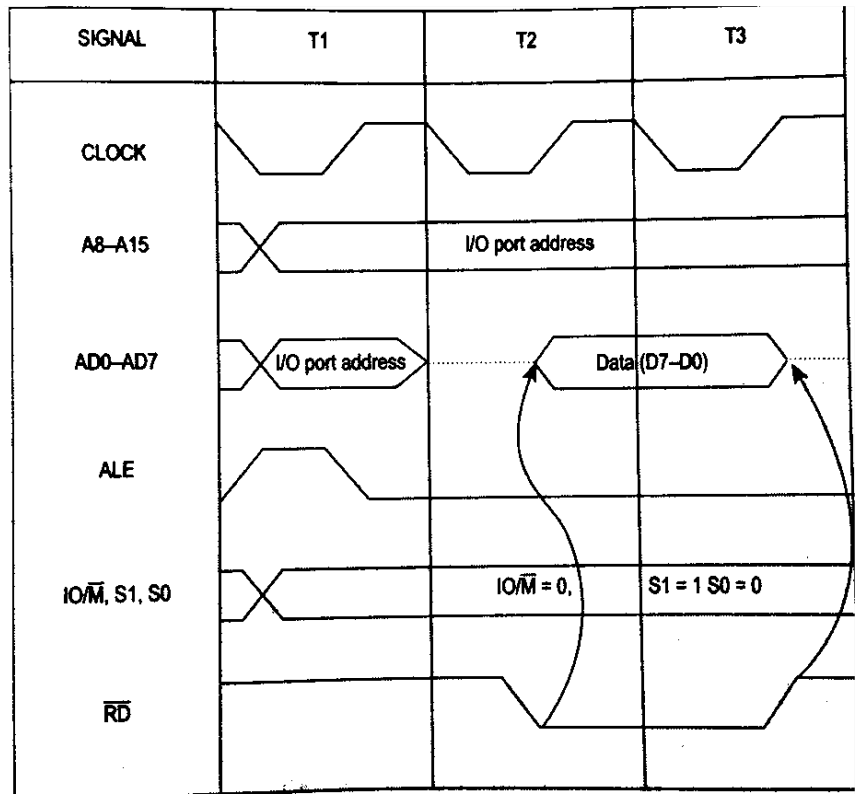 SIGNAL T1 T2 T3
CLOCK
A8–A15 I/O port address
AD0–AD7 I/O port address Data (D7–D0)
ALE
IO/M̅, S1, S0 IO/M̅ = 0, S1 = 1 S0 = 0
R̅D̅